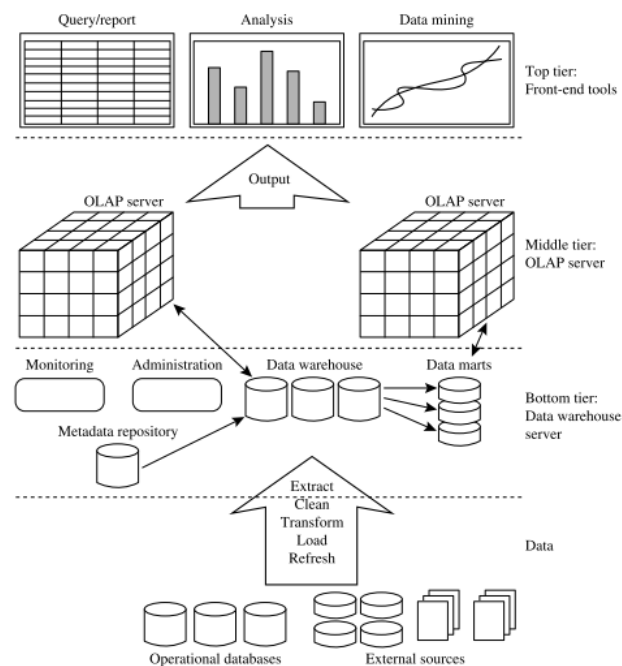 Query/report
Analysis
Data mining
Top tier:
Front-end tools
Output
OLAP server
OLAP server
Middle tier:
OLAP server
Monitoring
Administration
Data warehouse
Data marts
Bottom tier:
Data warehouse
server
Metadata repository
Extract
Clean
Transform
Load
Refresh
Data
Operational databases
External sources